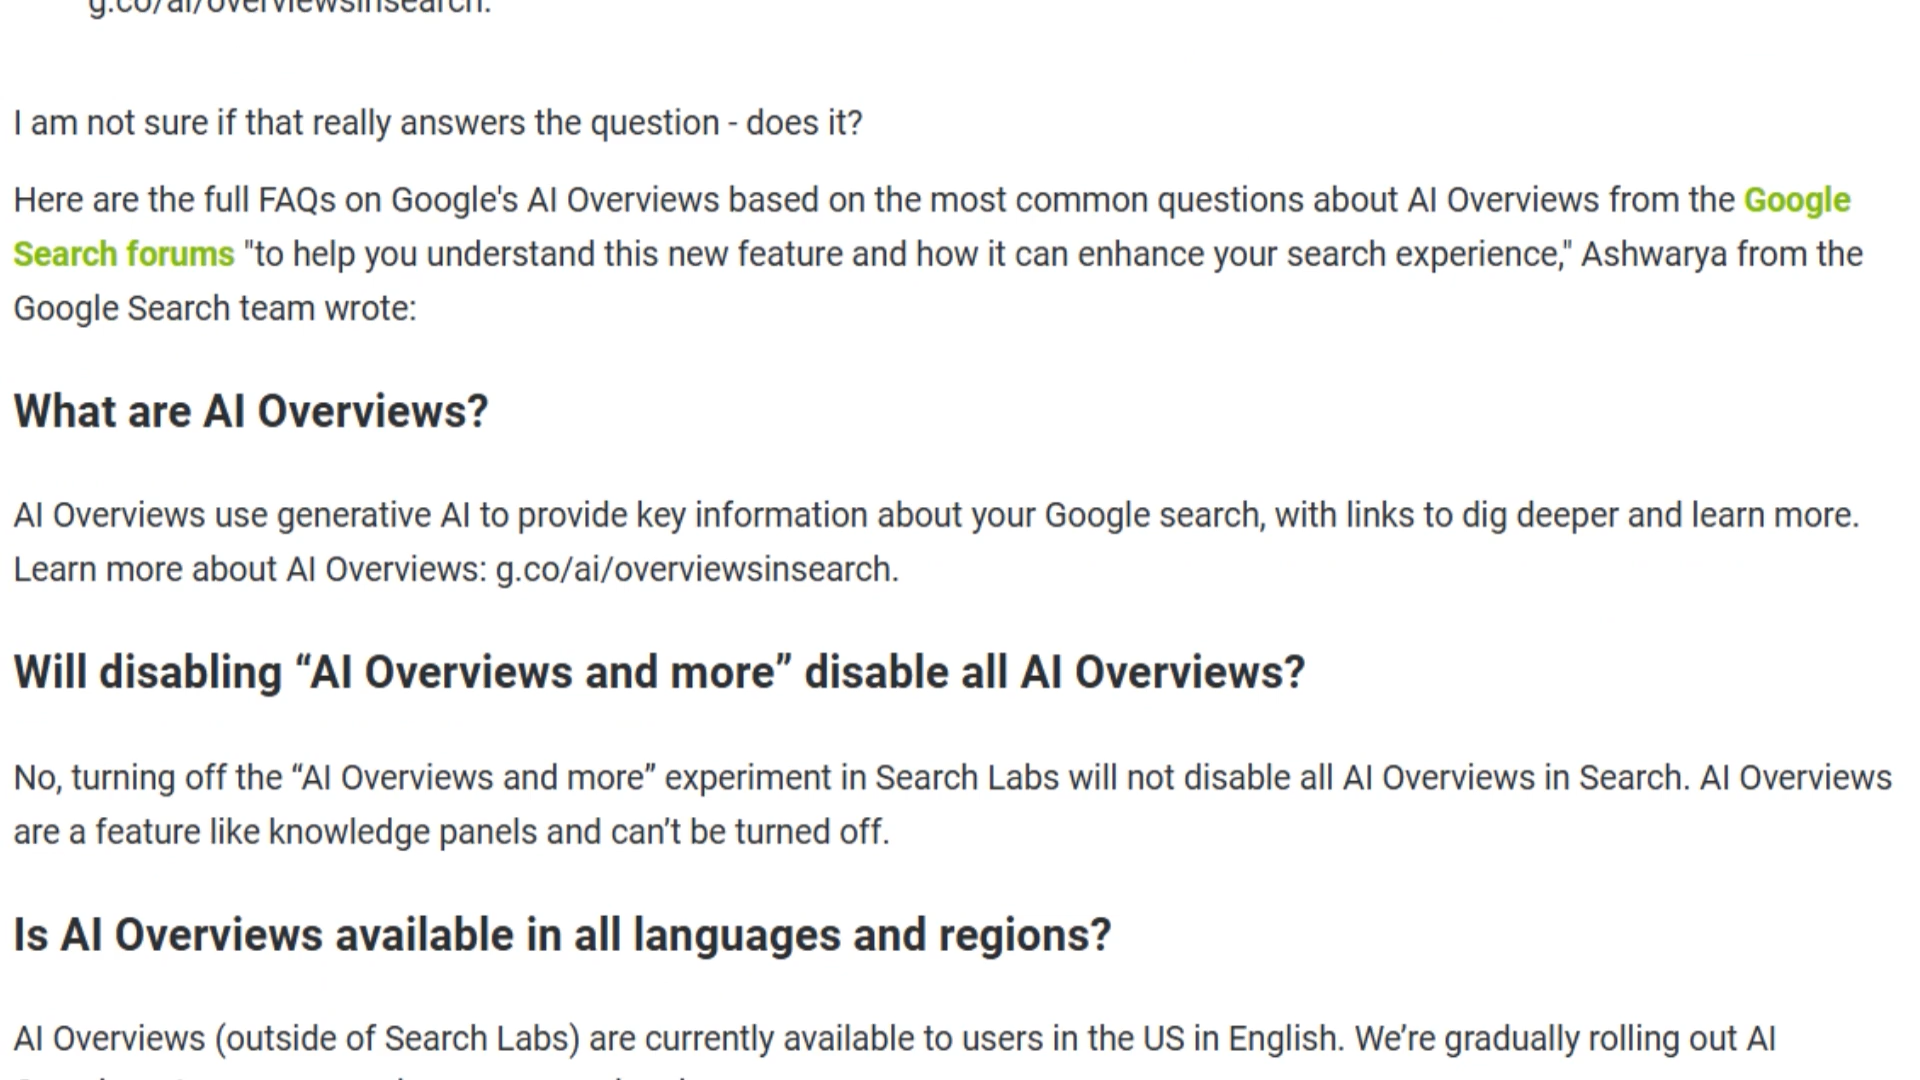 g.co/ai/overviewsinsearch.
I am not sure if that really answers the question - does it?
Here are the full FAQs on Google's AI Overviews based on the most common questions about AI Overviews from the Google
Search forums "to help you understand this new feature and how it can enhance your search experience," Ashwarya from the
Google Search team wrote:
What are AI Overviews?
AI Overviews use generative AI to provide key information about your Google search, with links to dig deeper and learn more.
Learn more about AI Overviews: g.co/ai/overviewsinsearch.
Will disabling “AI Overviews and more” disable all AI Overviews?
No, turning off the “AI Overviews and more” experiment in Search Labs will not disable all AI Overviews in Search. AI Overviews
are a feature like knowledge panels and can’t be turned off.
Is AI Overviews available in all languages and regions?
AI Overviews (outside of Search Labs) are currently available to users in the US in English. We’re gradually rolling out AI